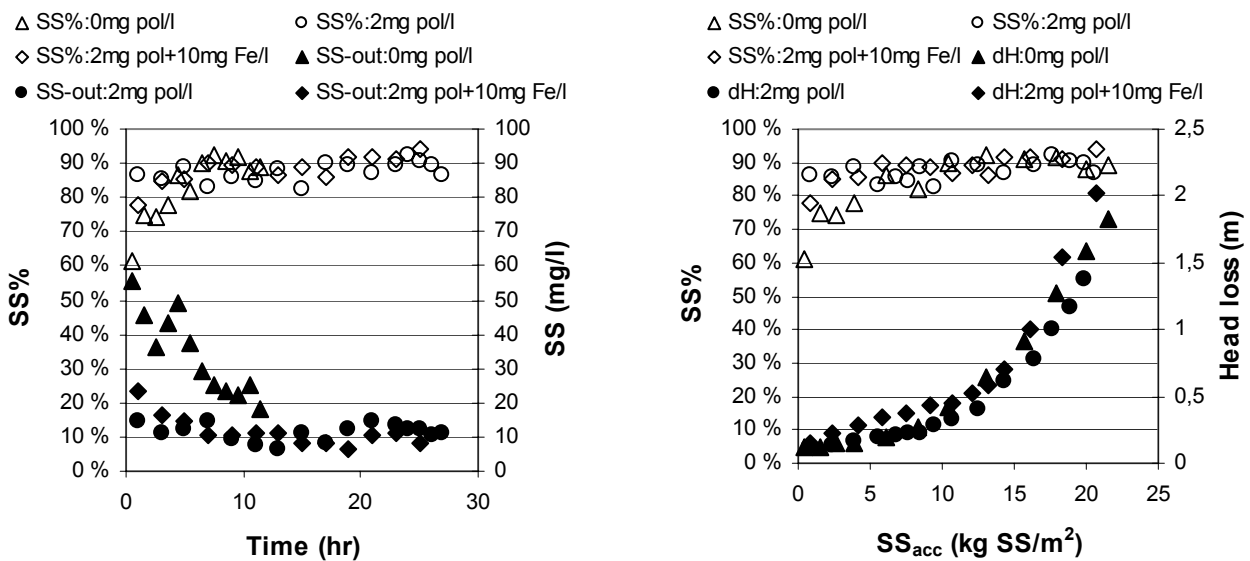 SS%:0mg pol/l SS%:2mg pol/l
SS%:2mg pol+10mg Fe/l SS-out:0mg pol/l
SS-out:2mg pol/l SS-out:2mg pol+10mg Fe/l
100 %
90 %
80 %
70 %
60 %
50 %
40 %
30 %
20 %
10 %
0 %
SS%
100
90
80
70
60
50
40
30
20
10
0
SS (mg/l)
0 10 20 30
Time (hr)
SS%:0mg pol/l SS%:2mg pol/l
SS%:2mg pol+10mg Fe/l dH:0mg pol/l
dH:2mg pol/l dH:2mg pol+10mg Fe/l
100 %
90 %
80 %
70 %
60 %
50 %
40 %
30 %
20 %
10 %
0 %
SS%
2,5
2
1,5
1
0,5
0
Head loss (m)
0 5 10 15 20 25
SSacc (kg SS/m²)